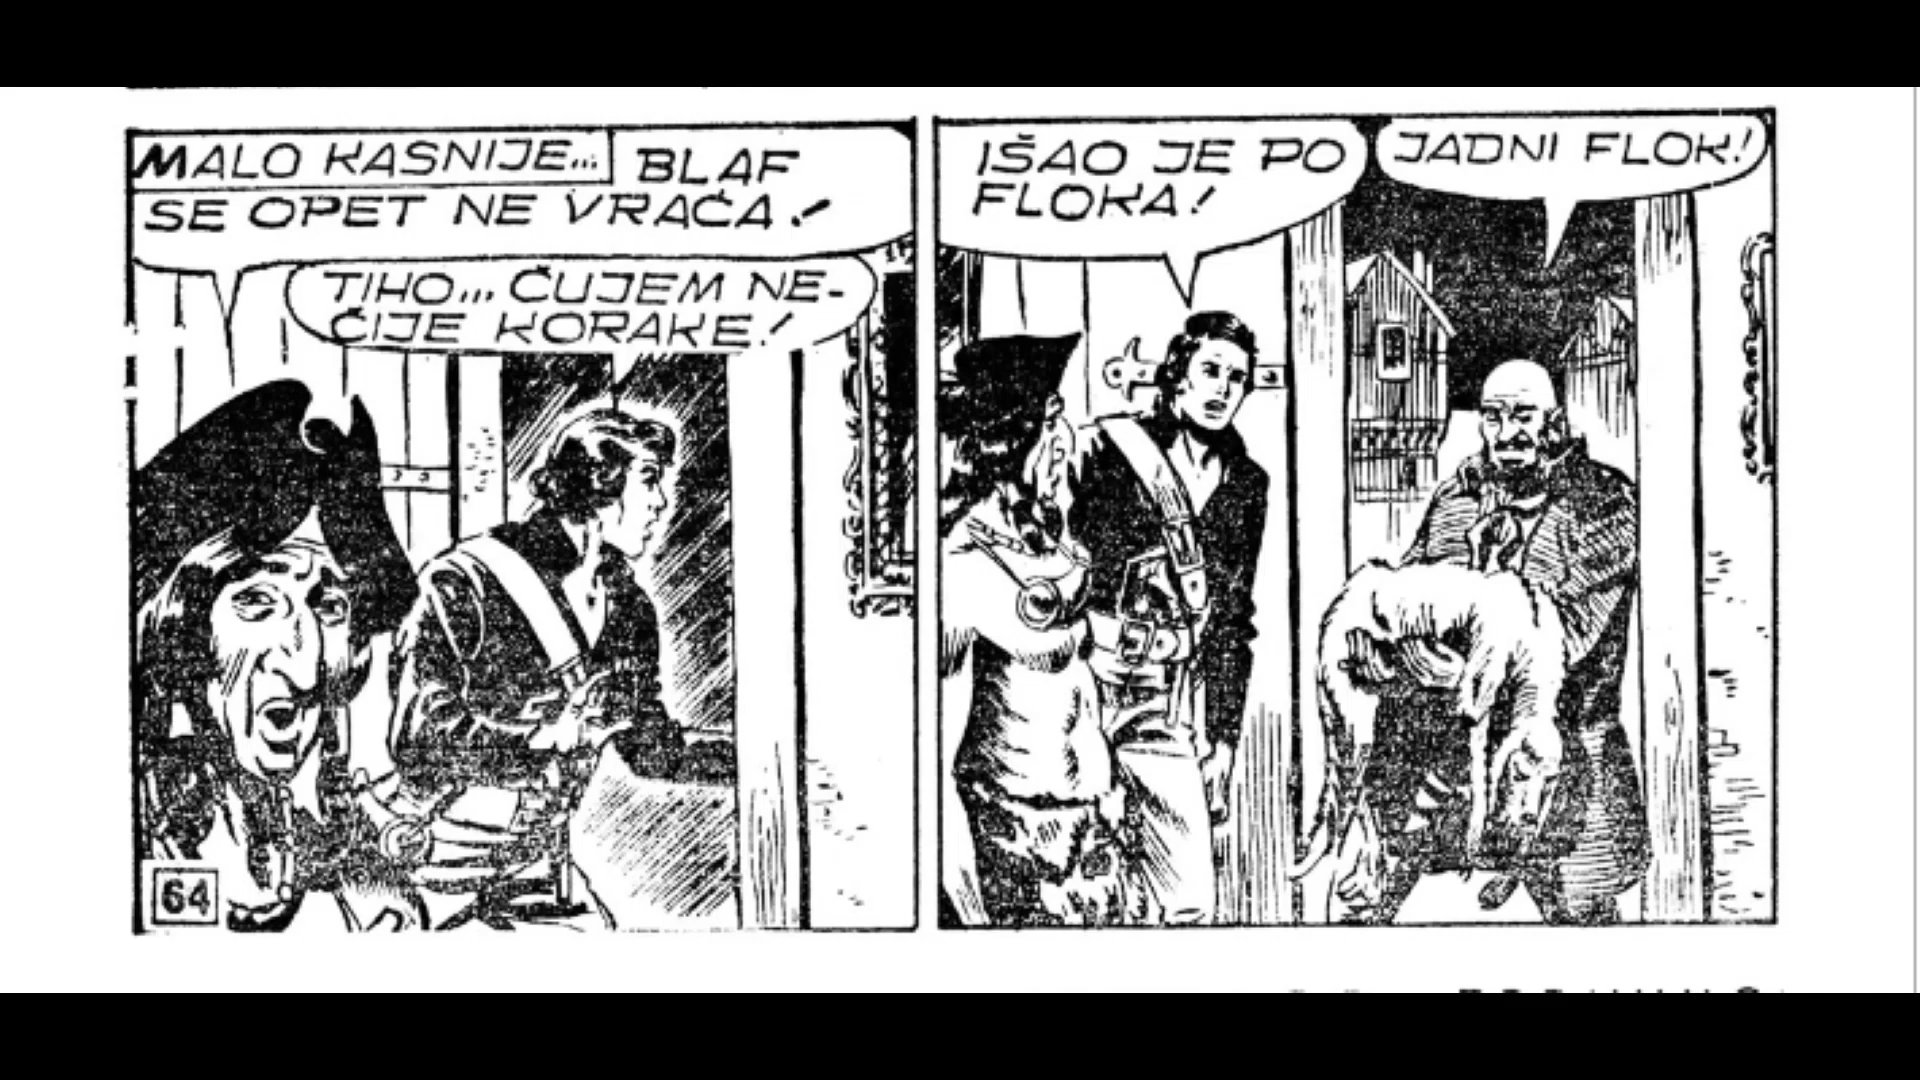 MALO KASNIJE...
BLAF
SE OPET NE VRAĆA!
TIHO... ČUJEM NE-
ČIJE KORAKE!
64
IŠAO JE PO
FLOKA!
JADNI FLOK!